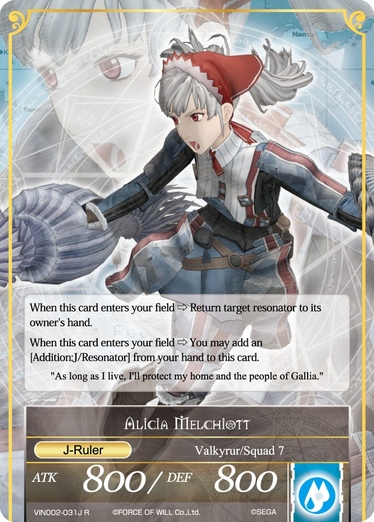 When this card enters your field ⇨ Return target resonator to its
owner's hand.
When this card enters your field ⇨ You may add an
[Addition:J/Resonator] from your hand to this card.
"As long as I live, I'll protect my home and the people of Gallia."
Alicia Melchiott
J-Ruler
Valkyrur/Squad 7
ATK 800 / DEF 800
VIN002-031J R ©FORCE OF WILL Co.,Ltd. ©SEGA